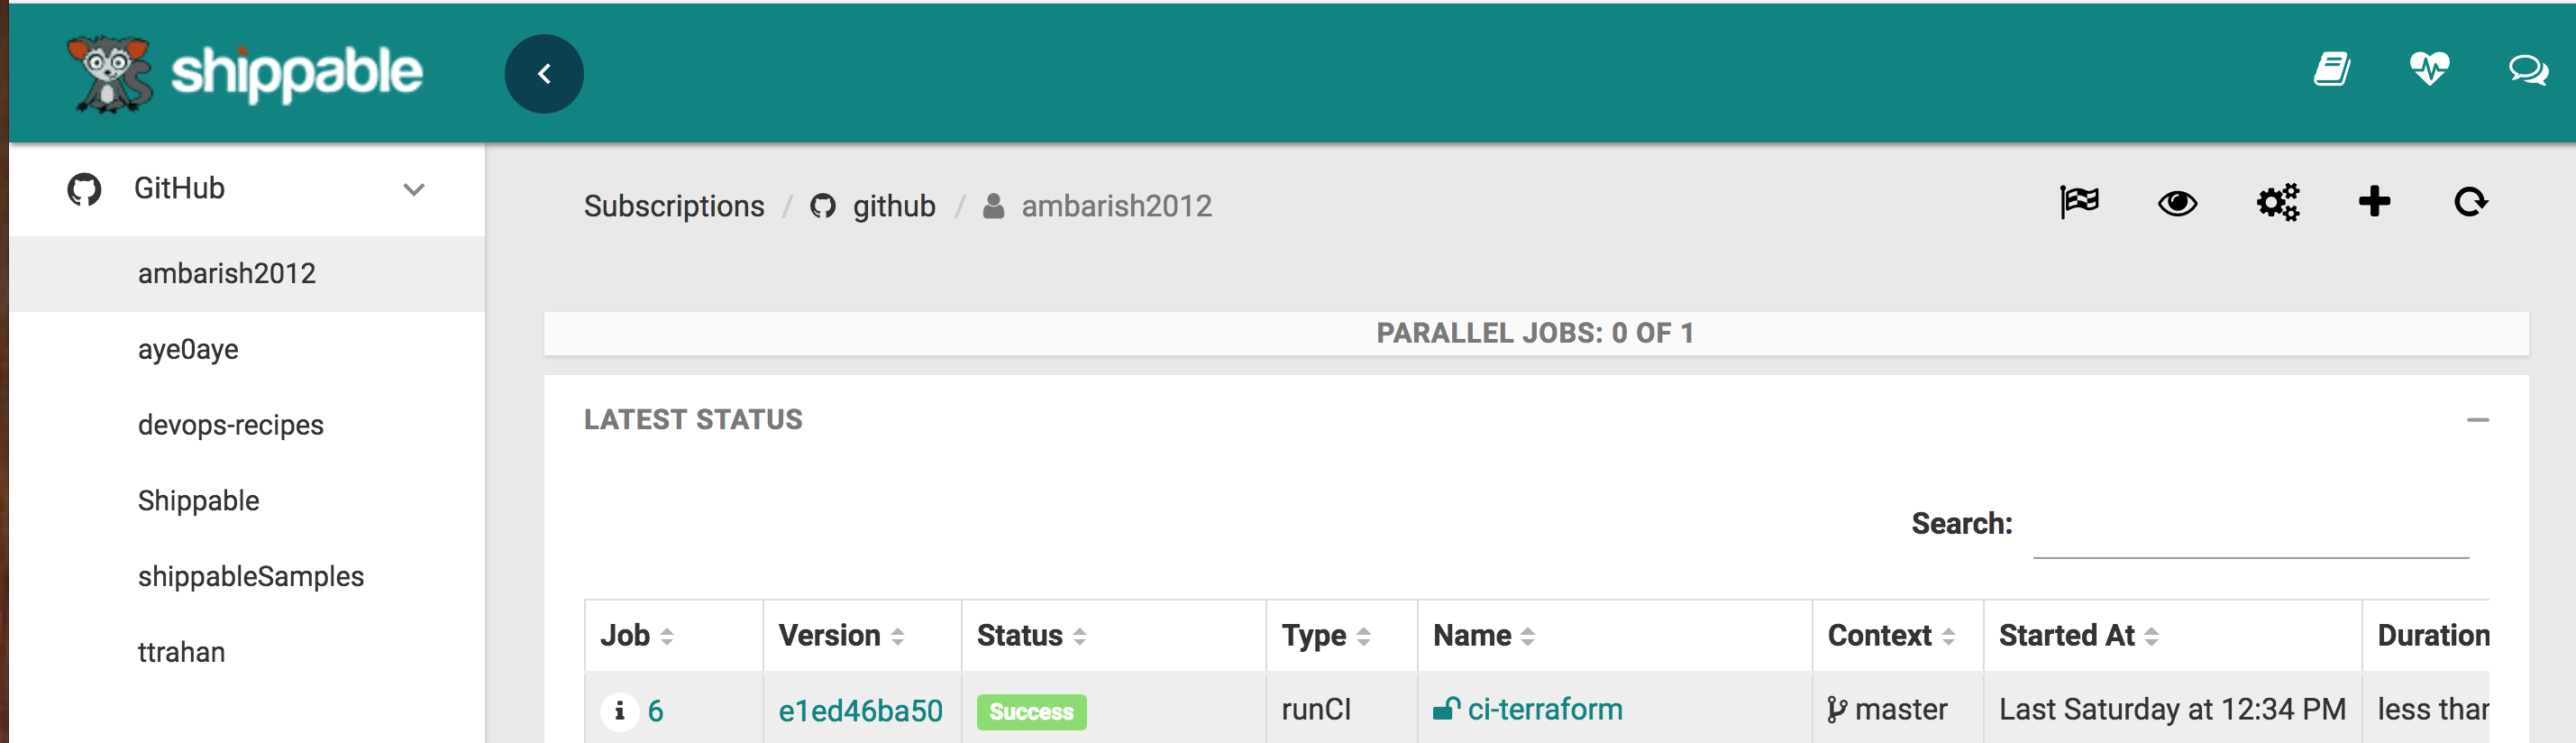 shippable
GitHub
ambarish2012
aye0aye
devops-recipes
Shippable
shippableSamples
ttrahan
Subscriptions / github / ambarish2012
PARALLEL JOBS: 0 OF 1
LATEST STATUS
Search:
Job Version Status Type Name Context Started At Duration
6 e1ed46ba50 Success runCI ci-terraform master Last Saturday at 12:34 PM less